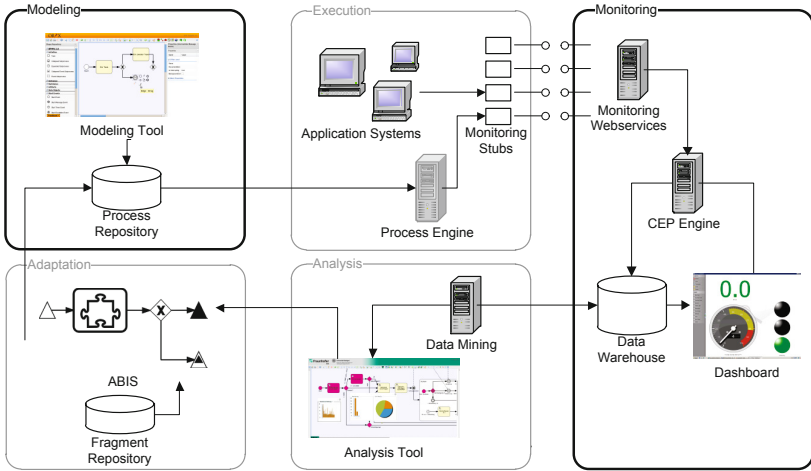 Modeling
Execution
Monitoring
Modeling Tool
Application Systems
Monitoring
Stubs
Monitoring
Webservices
Process
Repository
Process Engine
CEP Engine
Adaptation
Analysis
X
0.0
Data Mining
Data
Warehouse
Dashboard
ABIS
Fragment
Repository
Analysis Tool